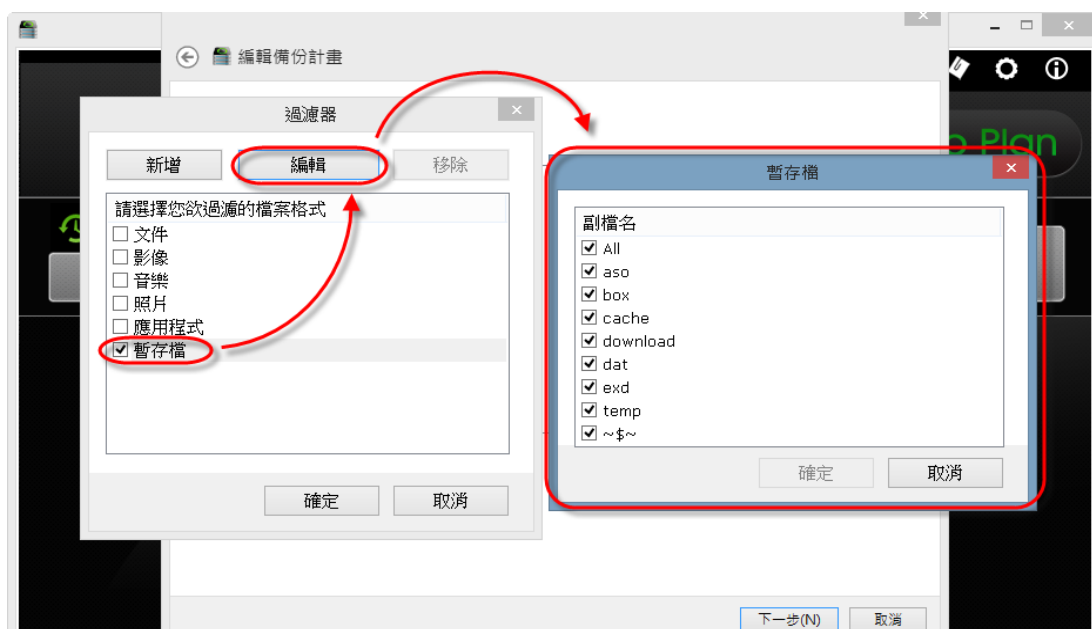 編輯備份計畫
Plan
過濾器
新增
編輯
移除
請選擇您欲過濾的檔案格式
文件
影像
音樂
照片
應用程式
暫存檔
確定
取消
暫存檔
副檔名
All
aso
box
cache
download
dat
exd
temp
~$~
確定
取消
下一步(N)
取消